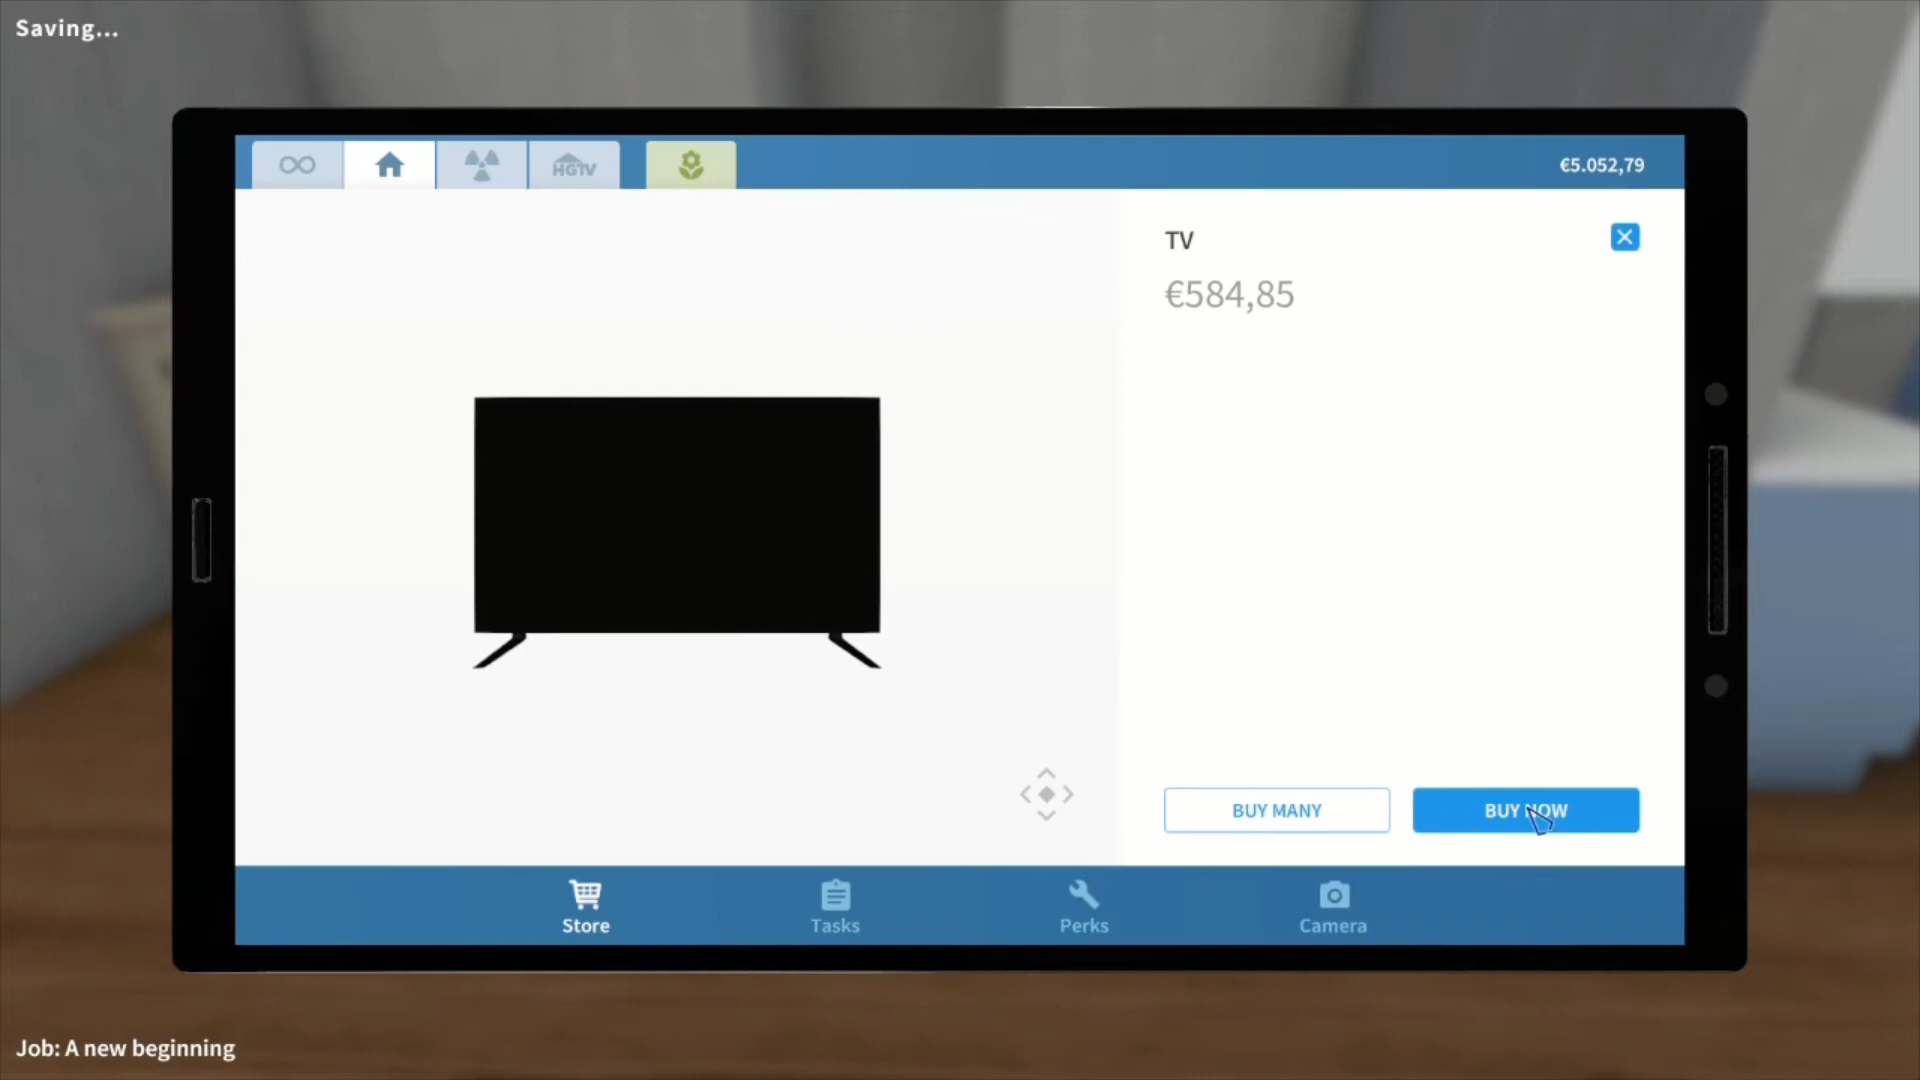 Saving...
HGTV
€5.052,79
TV
€584,85
BUY MANY
BUY NOW
Store
Tasks
Perks
Camera
Job: A new beginning